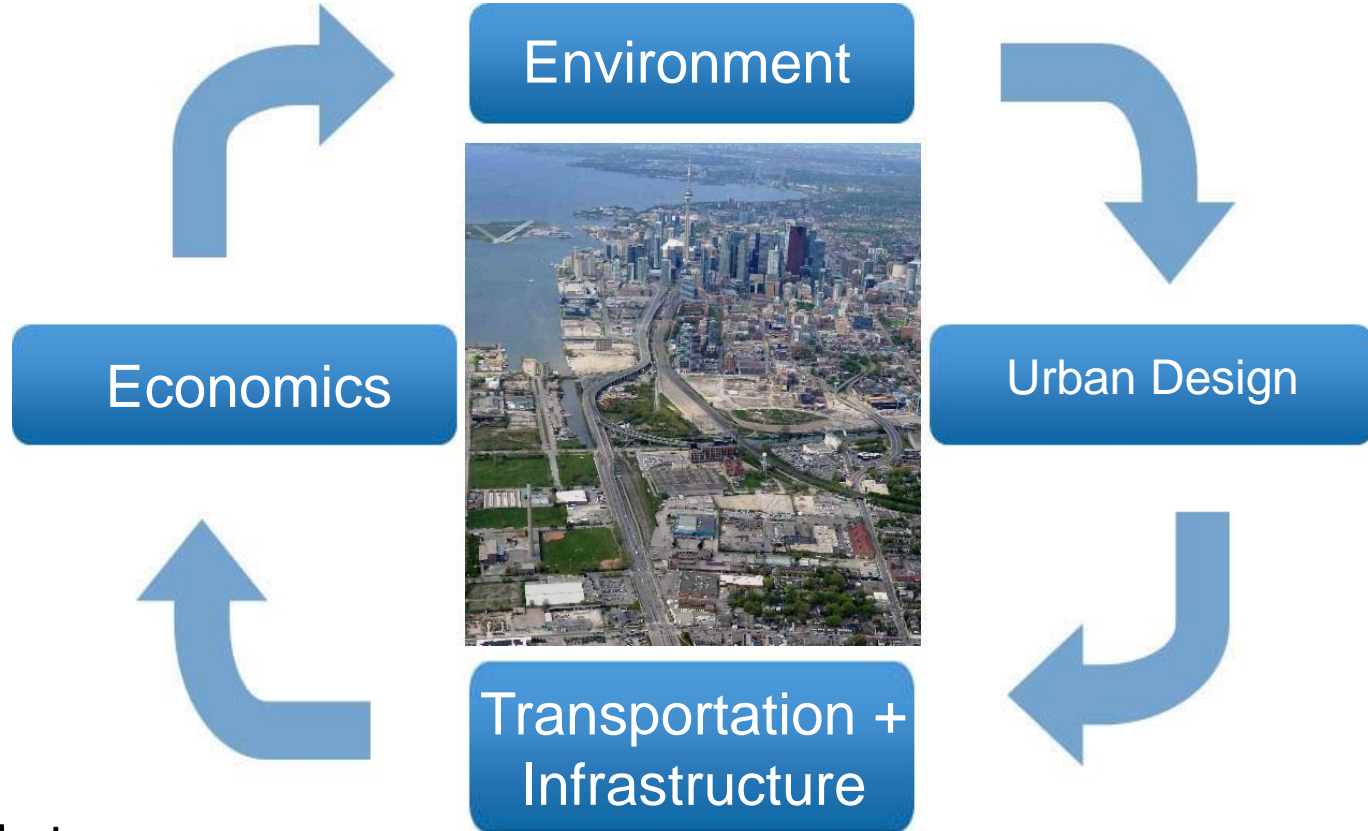 Environment
Economics
Urban Design
Transportation +
Infrastructure